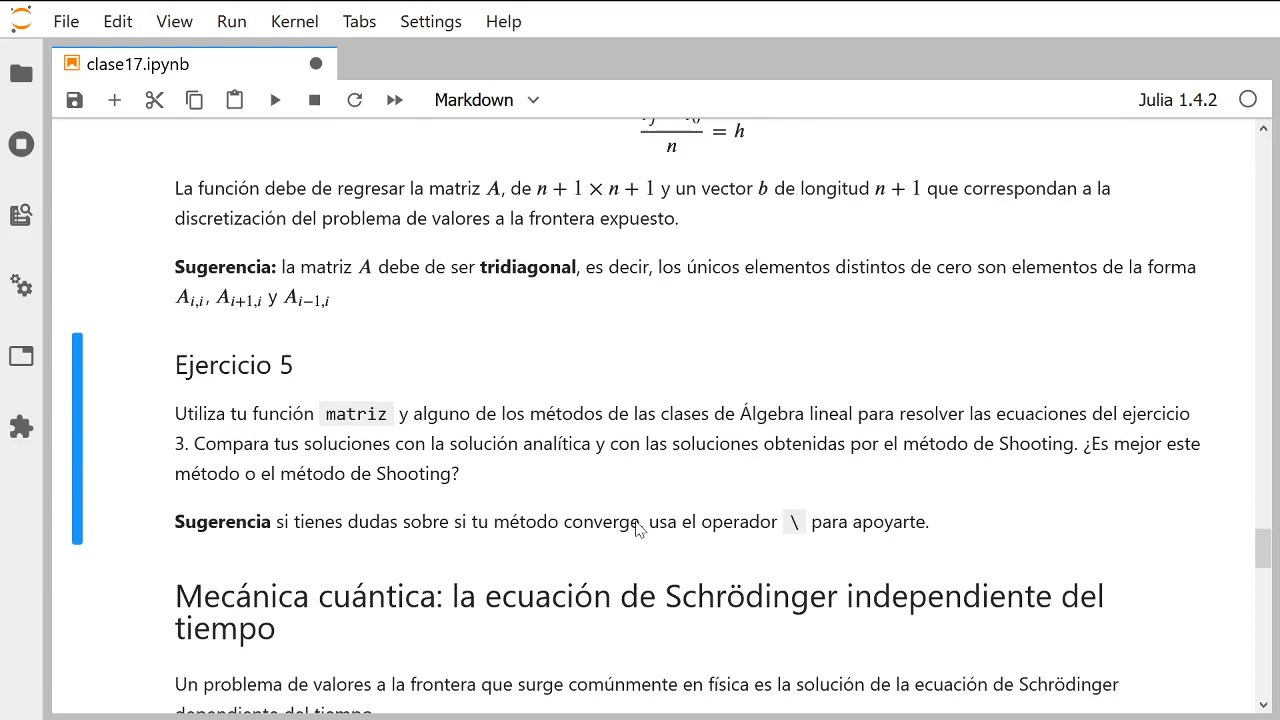 File Edit View Run Kernel Tabs Settings Help
clase17.ipynb
Markdown
Julia 1.4.2
n = h
La función debe de regresar la matriz A, de n + 1 × n + 1 y un vector b de longitud n + 1 que correspondan a la
discretización del problema de valores a la frontera expuesto.
Sugerencia: la matriz A debe de ser tridiagonal, es decir, los únicos elementos distintos de cero son elementos de la forma
A_{i,i}, A_{i+1,i} y A_{i−1,i}
Ejercicio 5
Utiliza tu función matriz y alguno de los métodos de las clases de Álgebra lineal para resolver las ecuaciones del ejercicio
3. Compara tus soluciones con la solución analítica y con las soluciones obtenidas por el método de Shooting. ¿Es mejor este
método o el método de Shooting?
Sugerencia si tienes dudas sobre si tu método converge, usa el operador \ para apoyarte.
Mecánica cuántica: la ecuación de Schrödinger independiente del
tiempo
Un problema de valores a la frontera que surge comúnmente en física es la solución de la ecuación de Schrödinger
dependiente del tiempo